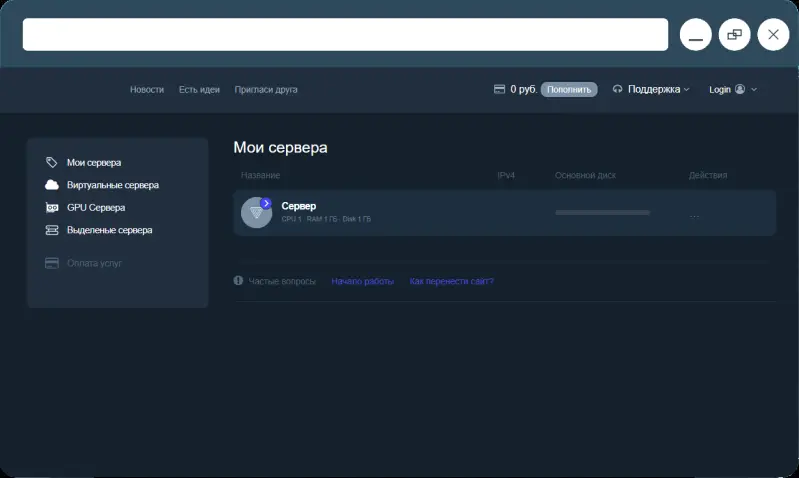 Новости Есть идеи Пригласи друга 0 руб. Пополнить Поддержка Login
Мои сервера
Виртуальные сервера
GPU Сервера
Выделеные сервера
Оплата услуг
Мои сервера
Название IPv4 Основной диск Действия
Сервер
CPU 1 · RAM 1 ГБ · Disk 1 ГБ
...
Частые вопросы Начало работы Как перенести сайт?